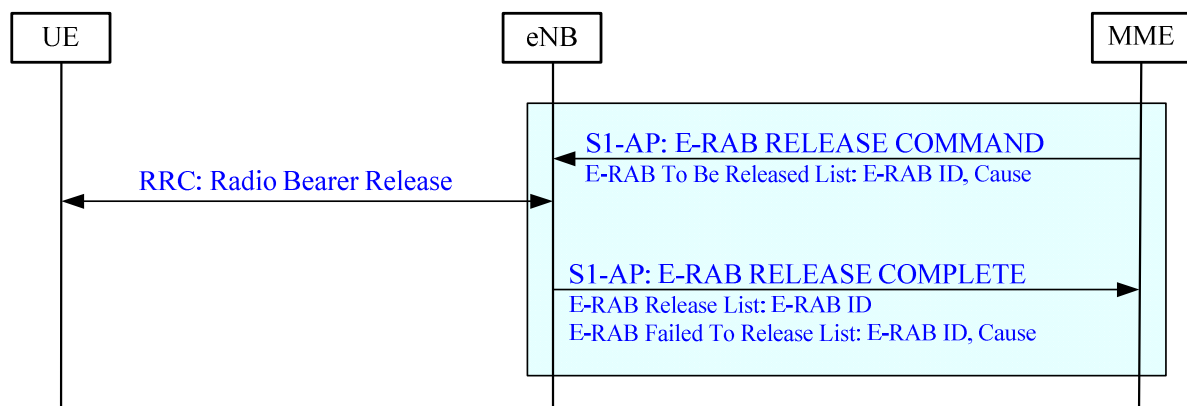 UE
eNB
MME
S1-AP: E-RAB RELEASE COMMAND
E-RAB To Be Released List: E-RAB ID, Cause
RRC: Radio Bearer Release
S1-AP: E-RAB RELEASE COMPLETE
E-RAB Release List: E-RAB ID
E-RAB Failed To Release List: E-RAB ID, Cause